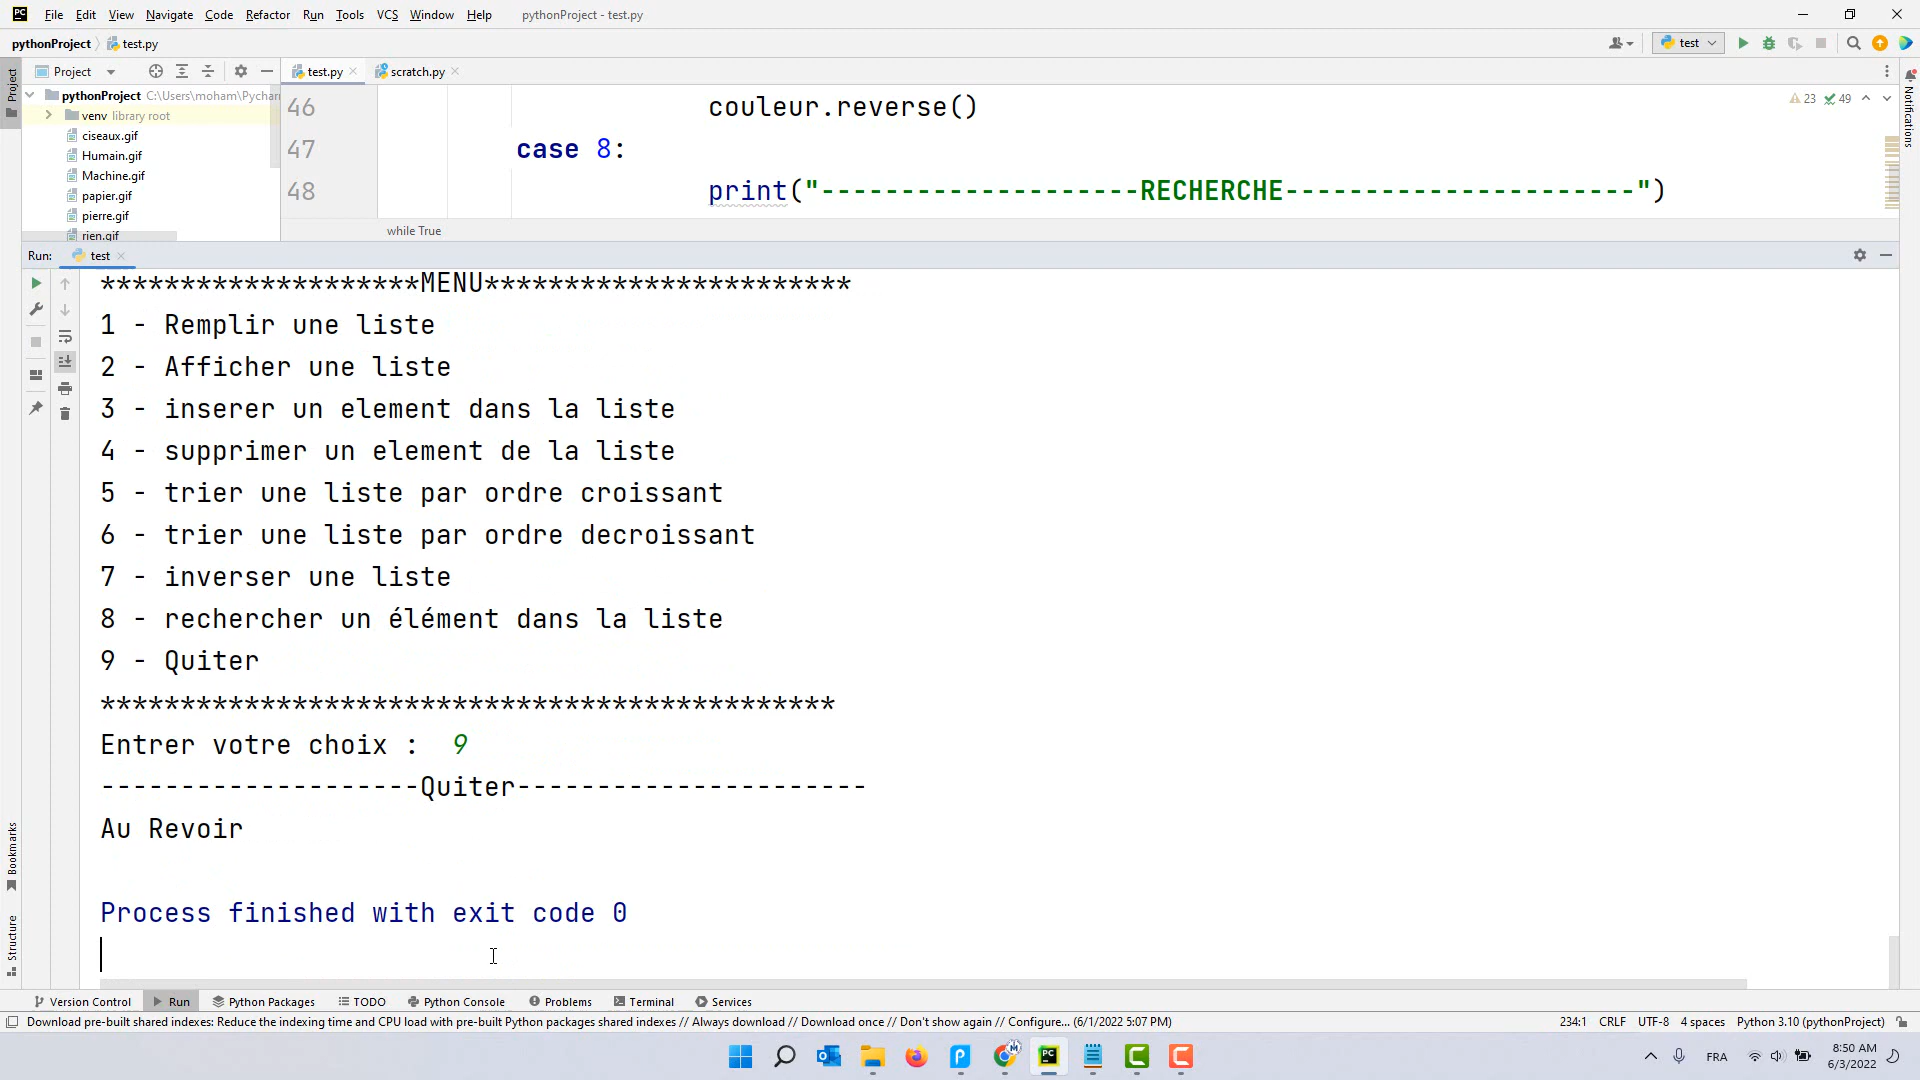 PC File Edit View Navigate Code Refactor Run Tools VCS Window Help pythonProject - test.py
pythonProject test.py test
Project test.py scratch.py
Project
pythonProject C:\Users\moham\Pychar
venv library root
ciseaux.gif
Humain.gif
Machine.gif
papier.gif
pierre.gif
rien.gif
46 couleur.reverse()
47 case 8:
48 print("--------------------RECHERCHE----------------------")
23 49
while True
Notifications
Run: test
********************MENU***********************
1 - Remplir une liste
2 - Afficher une liste
3 - inserer un element dans la liste
4 - supprimer un element de la liste
5 - trier une liste par ordre croissant
6 - trier une liste par ordre decroissant
7 - inverser une liste
8 - rechercher un élément dans la liste
9 - Quiter
**********************************************
Entrer votre choix :  9
--------------------Quiter----------------------
Au Revoir
Process finished with exit code 0
Bookmarks
Structure
Version Control Run Python Packages TODO Python Console Problems Terminal Services
Download pre-built shared indexes: Reduce the indexing time and CPU load with pre-built Python packages shared indexes // Always download // Download once // Don't show again // Configure... (6/1/2022 5:07 PM) 234:1 CRLF UTF-8 4 spaces Python 3.10 (pythonProject)
FRA 8:50 AM
6/3/2022